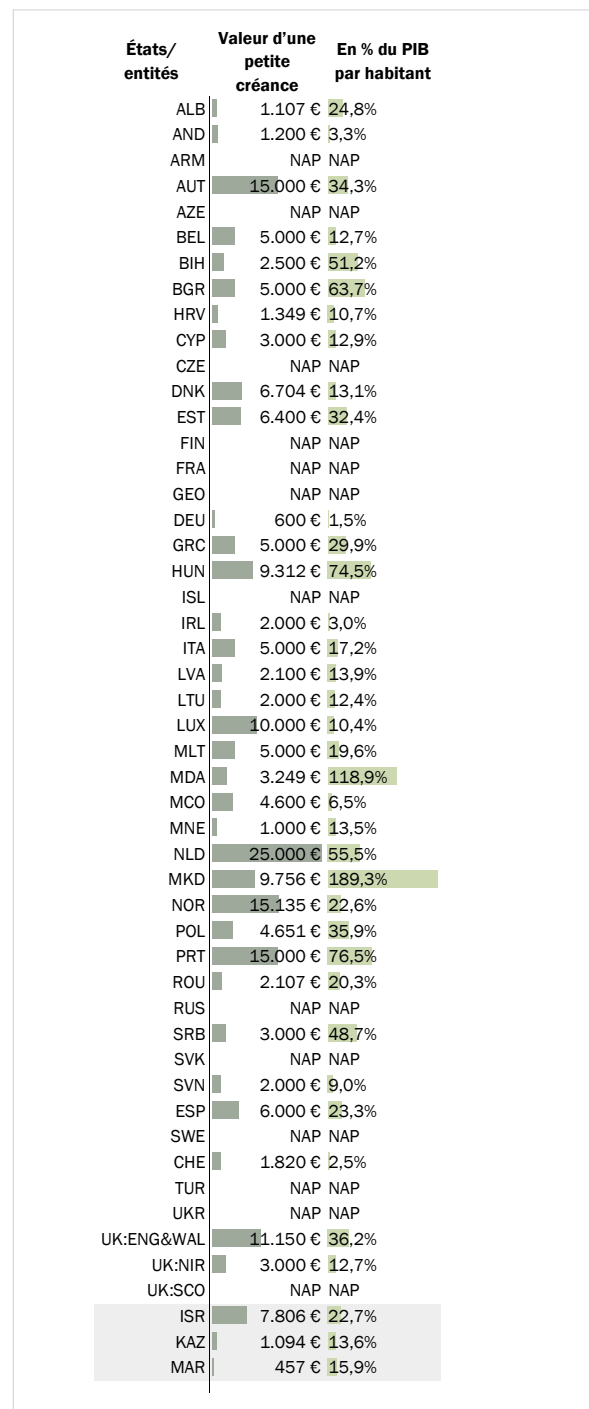 États/ entités Valeur d'une petite créance En % du PIB par habitant
ALB 1.107 € 24,8%
AND 1.200 € 3,3%
ARM NAP NAP
AUT 15.000 € 34,3%
AZE NAP NAP
BEL 5.000 € 12,7%
BIH 2.500 € 51,2%
BGR 5.000 € 63,7%
HRV 1.349 € 10,7%
CYP 3.000 € 12,9%
CZE NAP NAP
DNK 6.704 € 13,1%
EST 6.400 € 32,4%
FIN NAP NAP
FRA NAP NAP
GEO NAP NAP
DEU 600 € 1,5%
GRC 5.000 € 29,9%
HUN 9.312 € 74,5%
ISL NAP NAP
IRL 2.000 € 3,0%
ITA 5.000 € 17,2%
LVA 2.100 € 13,9%
LTU 2.000 € 12,4%
LUX 10.000 € 10,4%
MLT 5.000 € 19,6%
MDA 3.249 € 118,9%
MCO 4.600 € 6,5%
MNE 1.000 € 13,5%
NLD 25.000 € 55,5%
MKD 9.756 € 189,3%
NOR 15.135 € 22,6%
POL 4.651 € 35,9%
PRT 15.000 € 76,5%
ROU 2.107 € 20,3%
RUS NAP NAP
SRB 3.000 € 48,7%
SVK NAP NAP
SVN 2.000 € 9,0%
ESP 6.000 € 23,3%
SWE NAP NAP
CHE 1.820 € 2,5%
TUR NAP NAP
UKR NAP NAP
UK:ENG&WAL 11.150 € 36,2%
UK:NIR 3.000 € 12,7%
UK:SCO NAP NAP
ISR 7.806 € 22,7%
KAZ 1.094 € 13,6%
MAR 457 € 15,9%